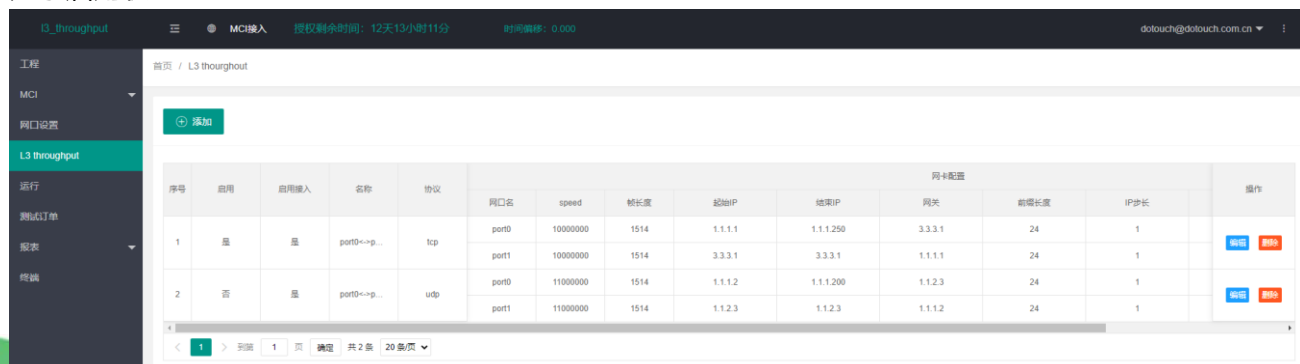 l3_throughput
MCI接入 授权剩余时间：12天13小时11分 时间偏移：0.000 dotouch@dotouch.com.cn
工程
MCI
网口设置
L3 throughput
运行
测试订单
报表
终端
首页 / L3 thourghout
添加
序号 启用 启用接入 名称 协议 网卡配置 操作
网口名 speed 帧长度 起始IP 结束IP 网关 前缀长度 IP步长
1 是 是 port0<->p... tcp 编辑 删除
port0 10000000 1514 1.1.1.1 1.1.1.250 3.3.3.1 24 1
port1 10000000 1514 3.3.3.1 3.3.3.1 1.1.1.1 24 1
2 否 是 port0<->p... udp 编辑 删除
port0 11000000 1514 1.1.1.2 1.1.1.200 1.1.2.3 24 1
port1 11000000 1514 1.1.2.3 1.1.2.3 1.1.1.2 24 1
< 1 > 到第 1 页 确定 共 2 条 20 条/页